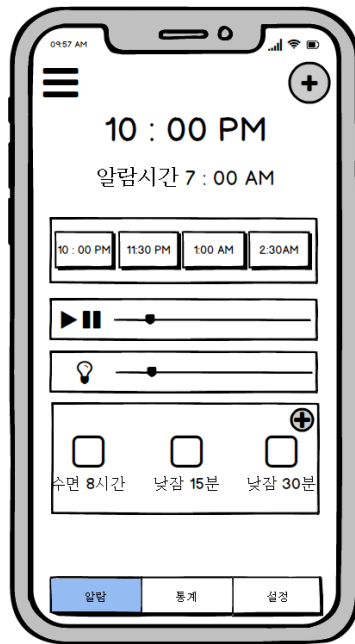 09:57 AM
10 : 00 PM
알람시간 7 : 00 AM
10 : 00 PM 11:30 PM 1:00 AM 2:30AM
수면 8시간 낮잠 15분 낮잠 30분
알람 통계 설정